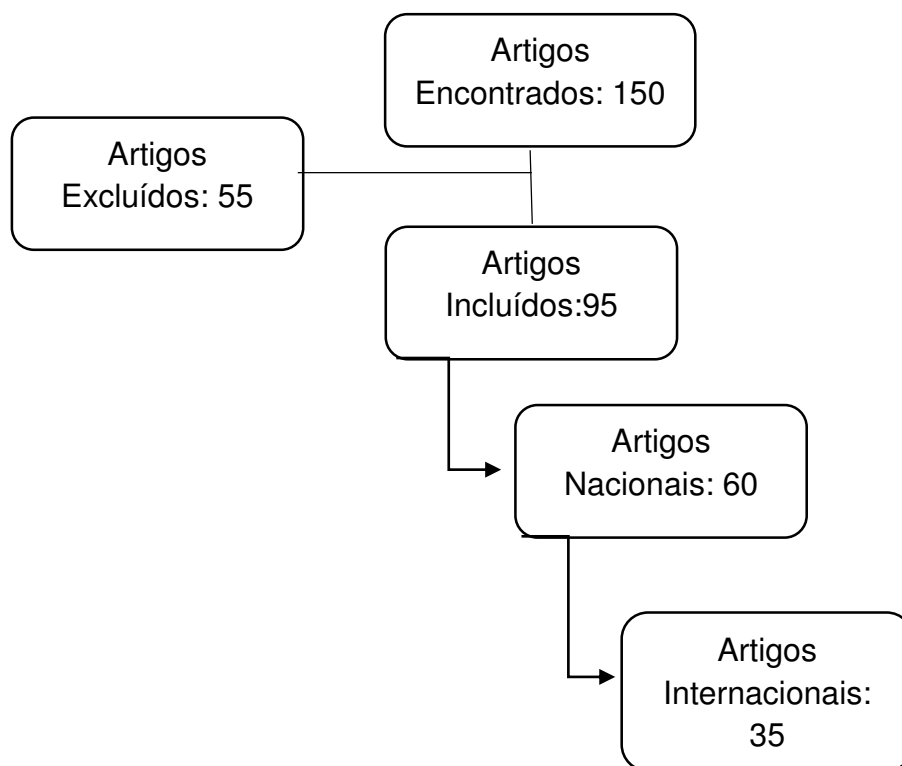 Artigos
Encontrados: 150
Artigos
Excluídos: 55
Artigos
Incluídos:95
Artigos
Nacionais: 60
Artigos
Internacionais:
35